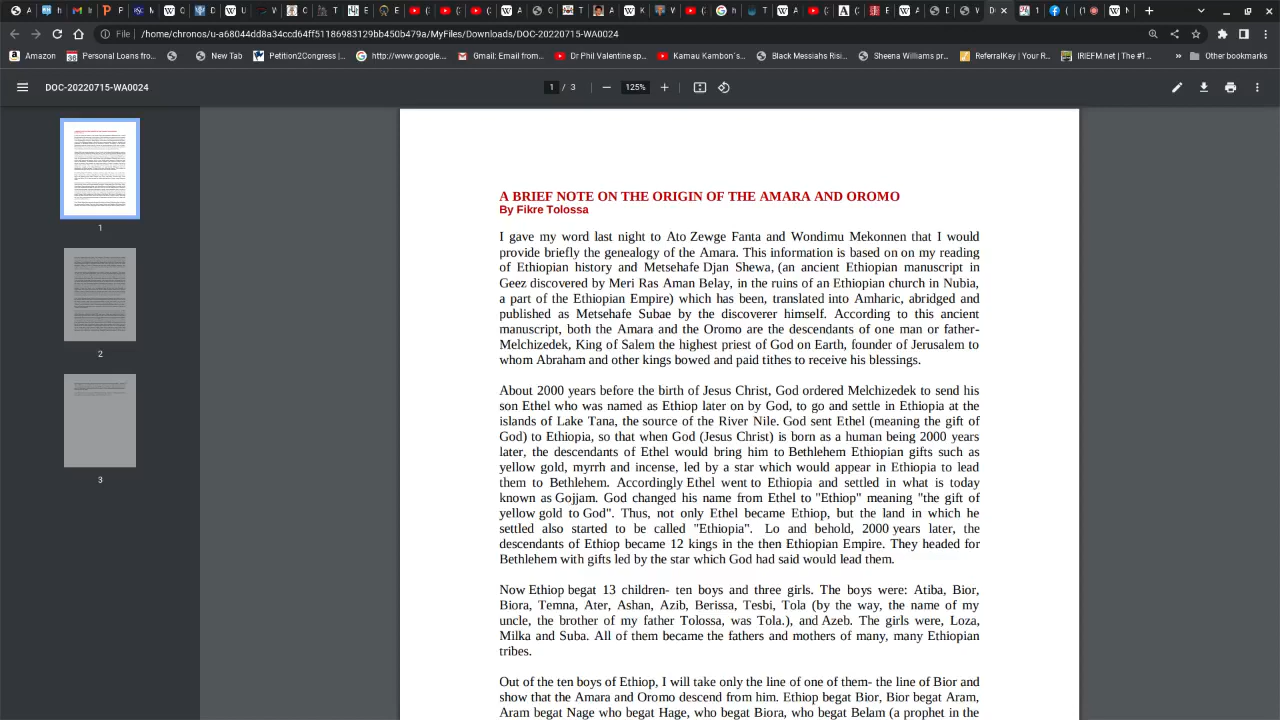 File
/home/chronos/u-a68044dd8a34ccd64ff51186983129bb450b479a/MyFiles/Downloads/DOC-20220715-WA0024
Amazon
Personal Loans fro...
New Tab
Petition2Congress |...
http://www.google....
Gmail: Email from...
Dr Phil Valentine sp...
Kamau Kambon's...
Black Messiahs Risi...
Sheena Williams pr...
ReferralKey | Your R...
IRIEFM.net | The #1...
»
Other bookmarks
DOC-20220715-WA0024
1 / 3
125%
1
2
3
A BRIEF NOTE ON THE ORIGIN OF THE AMARA AND OROMO
By Fikre Tolossa
I gave my word last night to Ato Zewge Fanta and Wondimu Mekonnen that I would
provide briefly the genealogy of the Amara. This information is based on on my reading
of Ethiopian history and Metsehafe Djan Shewa, (an ancient Ethiopian manuscript in
Geez discovered by Meri Ras Aman Belay, in the ruins of an Ethiopian church in Nubia,
a part of the Ethiopian Empire) which has been, translated into Amharic, abridged and
published as Metsehafe Subae by the discoverer himself. According to this ancient
manuscript, both the Amara and the Oromo are the descendants of one man or father-
Melchizedek, King of Salem the highest priest of God on Earth, founder of Jerusalem to
whom Abraham and other kings bowed and paid tithes to receive his blessings.
About 2000 years before the birth of Jesus Christ, God ordered Melchizedek to send his
son Ethel who was named as Ethiop later on by God, to go and settle in Ethiopia at the
islands of Lake Tana, the source of the River Nile. God sent Ethel (meaning the gift of
God) to Ethiopia, so that when God (Jesus Christ) is born as a human being 2000 years
later, the descendants of Ethel would bring him to Bethlehem Ethiopian gifts such as
yellow gold, myrrh and incense, led by a star which would appear in Ethiopia to lead
them to Bethlehem. Accordingly Ethel went to Ethiopia and settled in what is today
known as Gojjam. God changed his name from Ethel to "Ethiop" meaning "the gift of
yellow gold to God". Thus, not only Ethel became Ethiop, but the land in which he
settled also started to be called "Ethiopia". Lo and behold, 2000 years later, the
descendants of Ethiop became 12 kings in the then Ethiopian Empire. They headed for
Bethlehem with gifts led by the star which God had said would lead them.
Now Ethiop begat 13 children- ten boys and three girls. The boys were: Atiba, Bior,
Biora, Temna, Ater, Ashan, Azib, Berissa, Tesbi, Tola (by the way, the name of my
uncle, the brother of my father Tolossa, was Tola.), and Azeb. The girls were, Loza,
Milka and Suba. All of them became the fathers and mothers of many, many Ethiopian
tribes.
Out of the ten boys of Ethiop, I will take only the line of one of them- the line of Bior and
show that the Amara and Oromo descend from him. Ethiop begat Bior, Bior begat Aram,
Aram begat Nage who begat Hage, who begat Biora, who begat Belam (a prophet in the